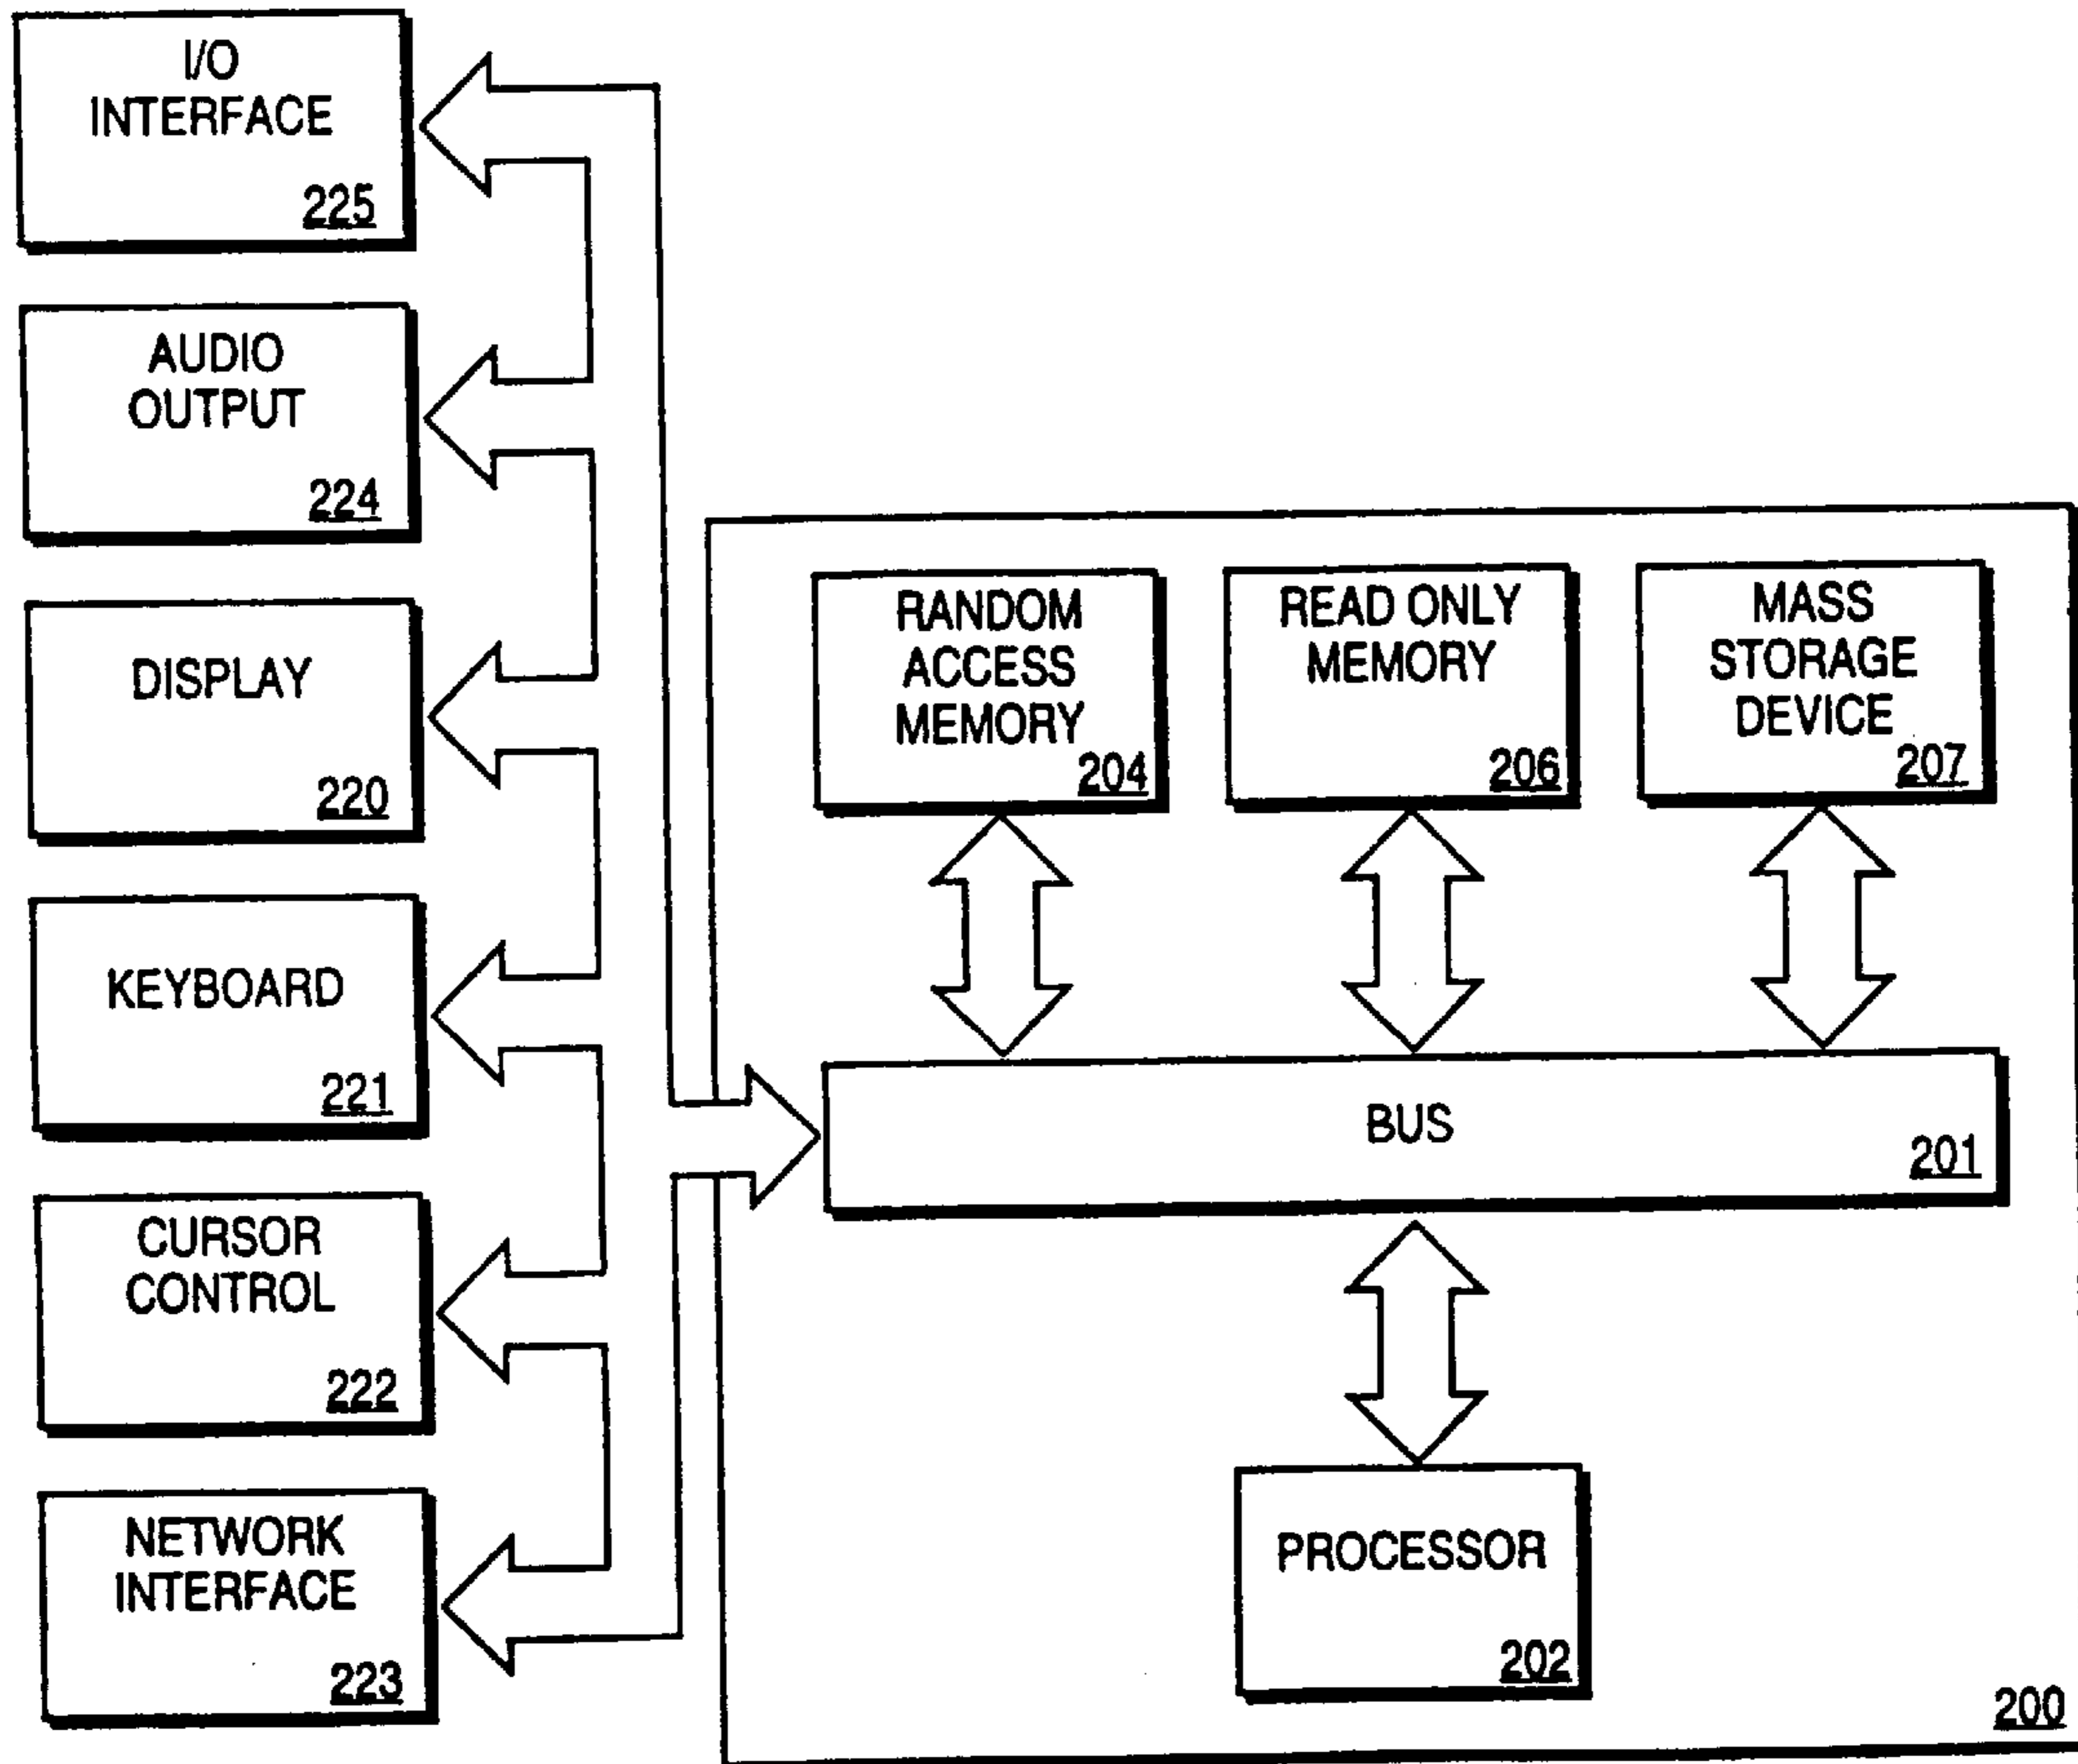 I/O
INTERFACE
225
AUDIO
OUTPUT
224
DISPLAY
220
KEYBOARD
221
CURSOR
CONTROL
222
NETWORK
INTERFACE
223
RANDOM
ACCESS
MEMORY
204
READ ONLY
MEMORY
206
MASS
STORAGE
DEVICE
207
BUS
201
PROCESSOR
202
200